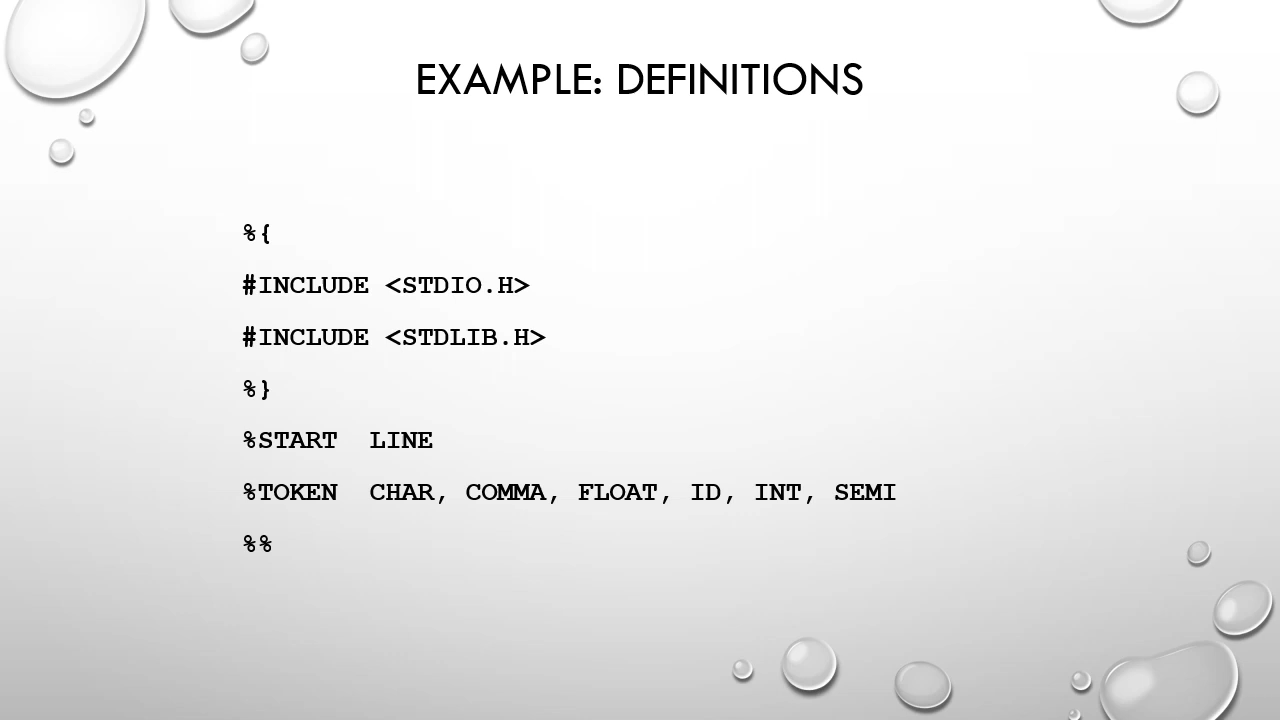 EXAMPLE: DEFINITIONS
%{
#INCLUDE <STDIO.H>
#INCLUDE <STDLIB.H>
%}
%START  LINE
%TOKEN  CHAR, COMMA, FLOAT, ID, INT, SEMI
%%